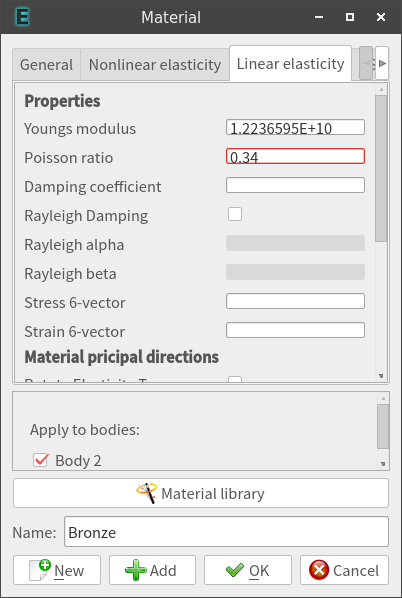 E Material
General Nonlinear elasticity Linear elasticity
Properties
Youngs modulus 1.2236595E+10
Poisson ratio 0.34
Damping coefficient
Rayleigh Damping
Rayleigh alpha
Rayleigh beta
Stress 6-vector
Strain 6-vector
Material pricipal directions
Apply to bodies:
Body 2
Material library
Name: Bronze
New Add OK Cancel